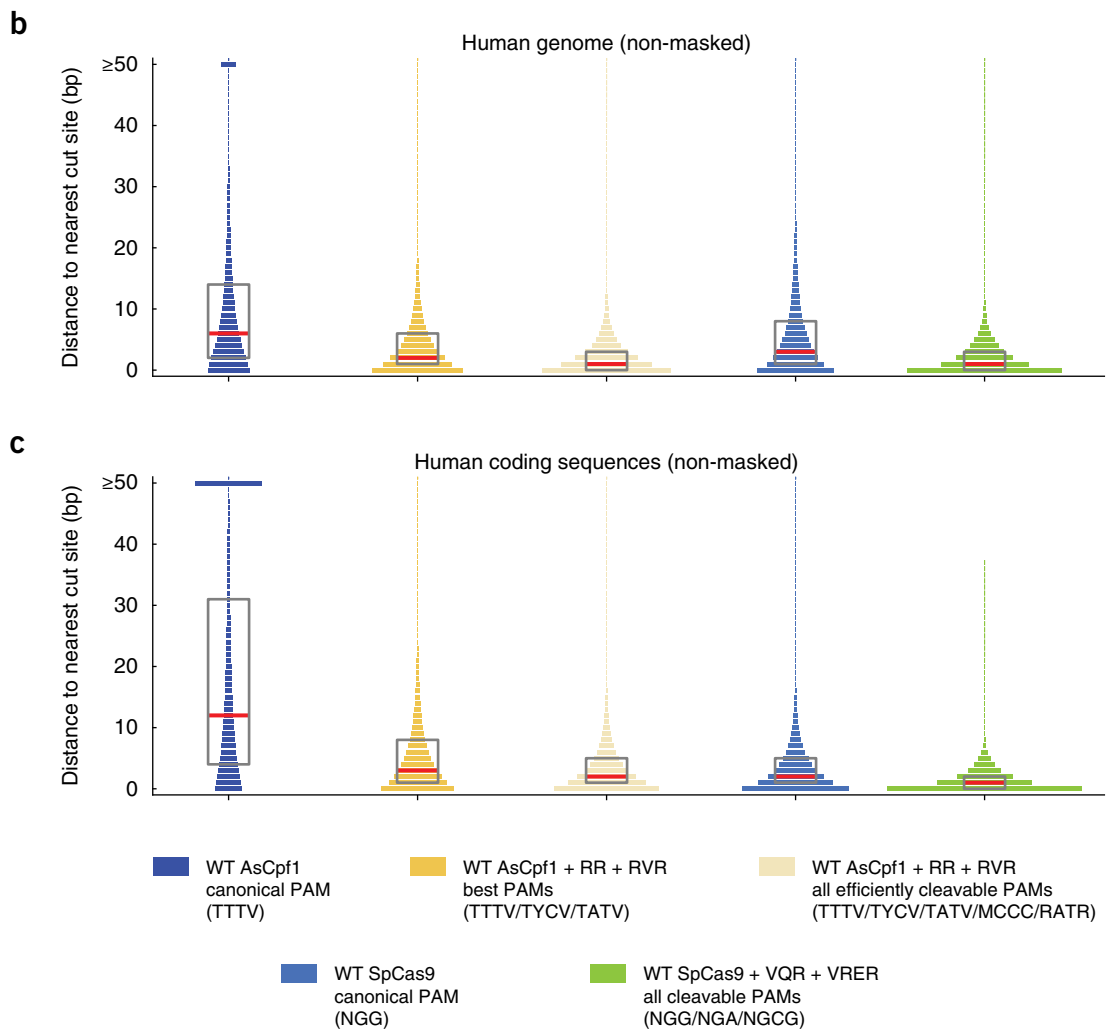 b
Human genome (non-masked)
Distance to nearest cut site (bp)
≥50
40
30
20
10
0
c
Human coding sequences (non-masked)
Distance to nearest cut site (bp)
≥50
40
30
20
10
0
WT AsCpf1
canonical PAM
(TTTV)
WT AsCpf1 + RR + RVR
best PAMs
(TTTV/TYCV/TATV)
WT AsCpf1 + RR + RVR
all efficiently cleavable PAMs
(TTTV/TYCV/TATV/MCCC/RATR)
WT SpCas9
canonical PAM
(NGG)
WT SpCas9 + VQR + VRER
all cleavable PAMs
(NGG/NGA/NGCG)